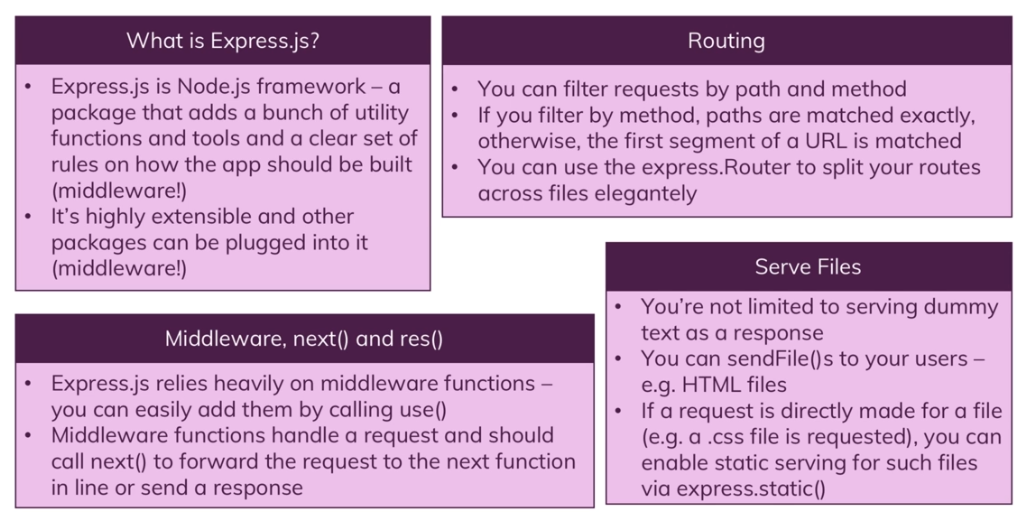 What is Express.js?
• Express.js is Node.js framework – a
package that adds a bunch of utility
functions and tools and a clear set of
rules on how the app should be built
(middleware!)
• It’s highly extensible and other
packages can be plugged into it
(middleware!)
Routing
• You can filter requests by path and method
• If you filter by method, paths are matched exactly,
otherwise, the first segment of a URL is matched
• You can use the express.Router to split your routes
across files elegantely
Middleware, next() and res()
• Express.js relies heavily on middleware functions –
you can easily add them by calling use()
• Middleware functions handle a request and should
call next() to forward the request to the next function
in line or send a response
Serve Files
• You’re not limited to serving dummy
text as a response
• You can sendFile()s to your users –
e.g. HTML files
• If a request is directly made for a file
(e.g. a .css file is requested), you can
enable static serving for such files
via express.static()